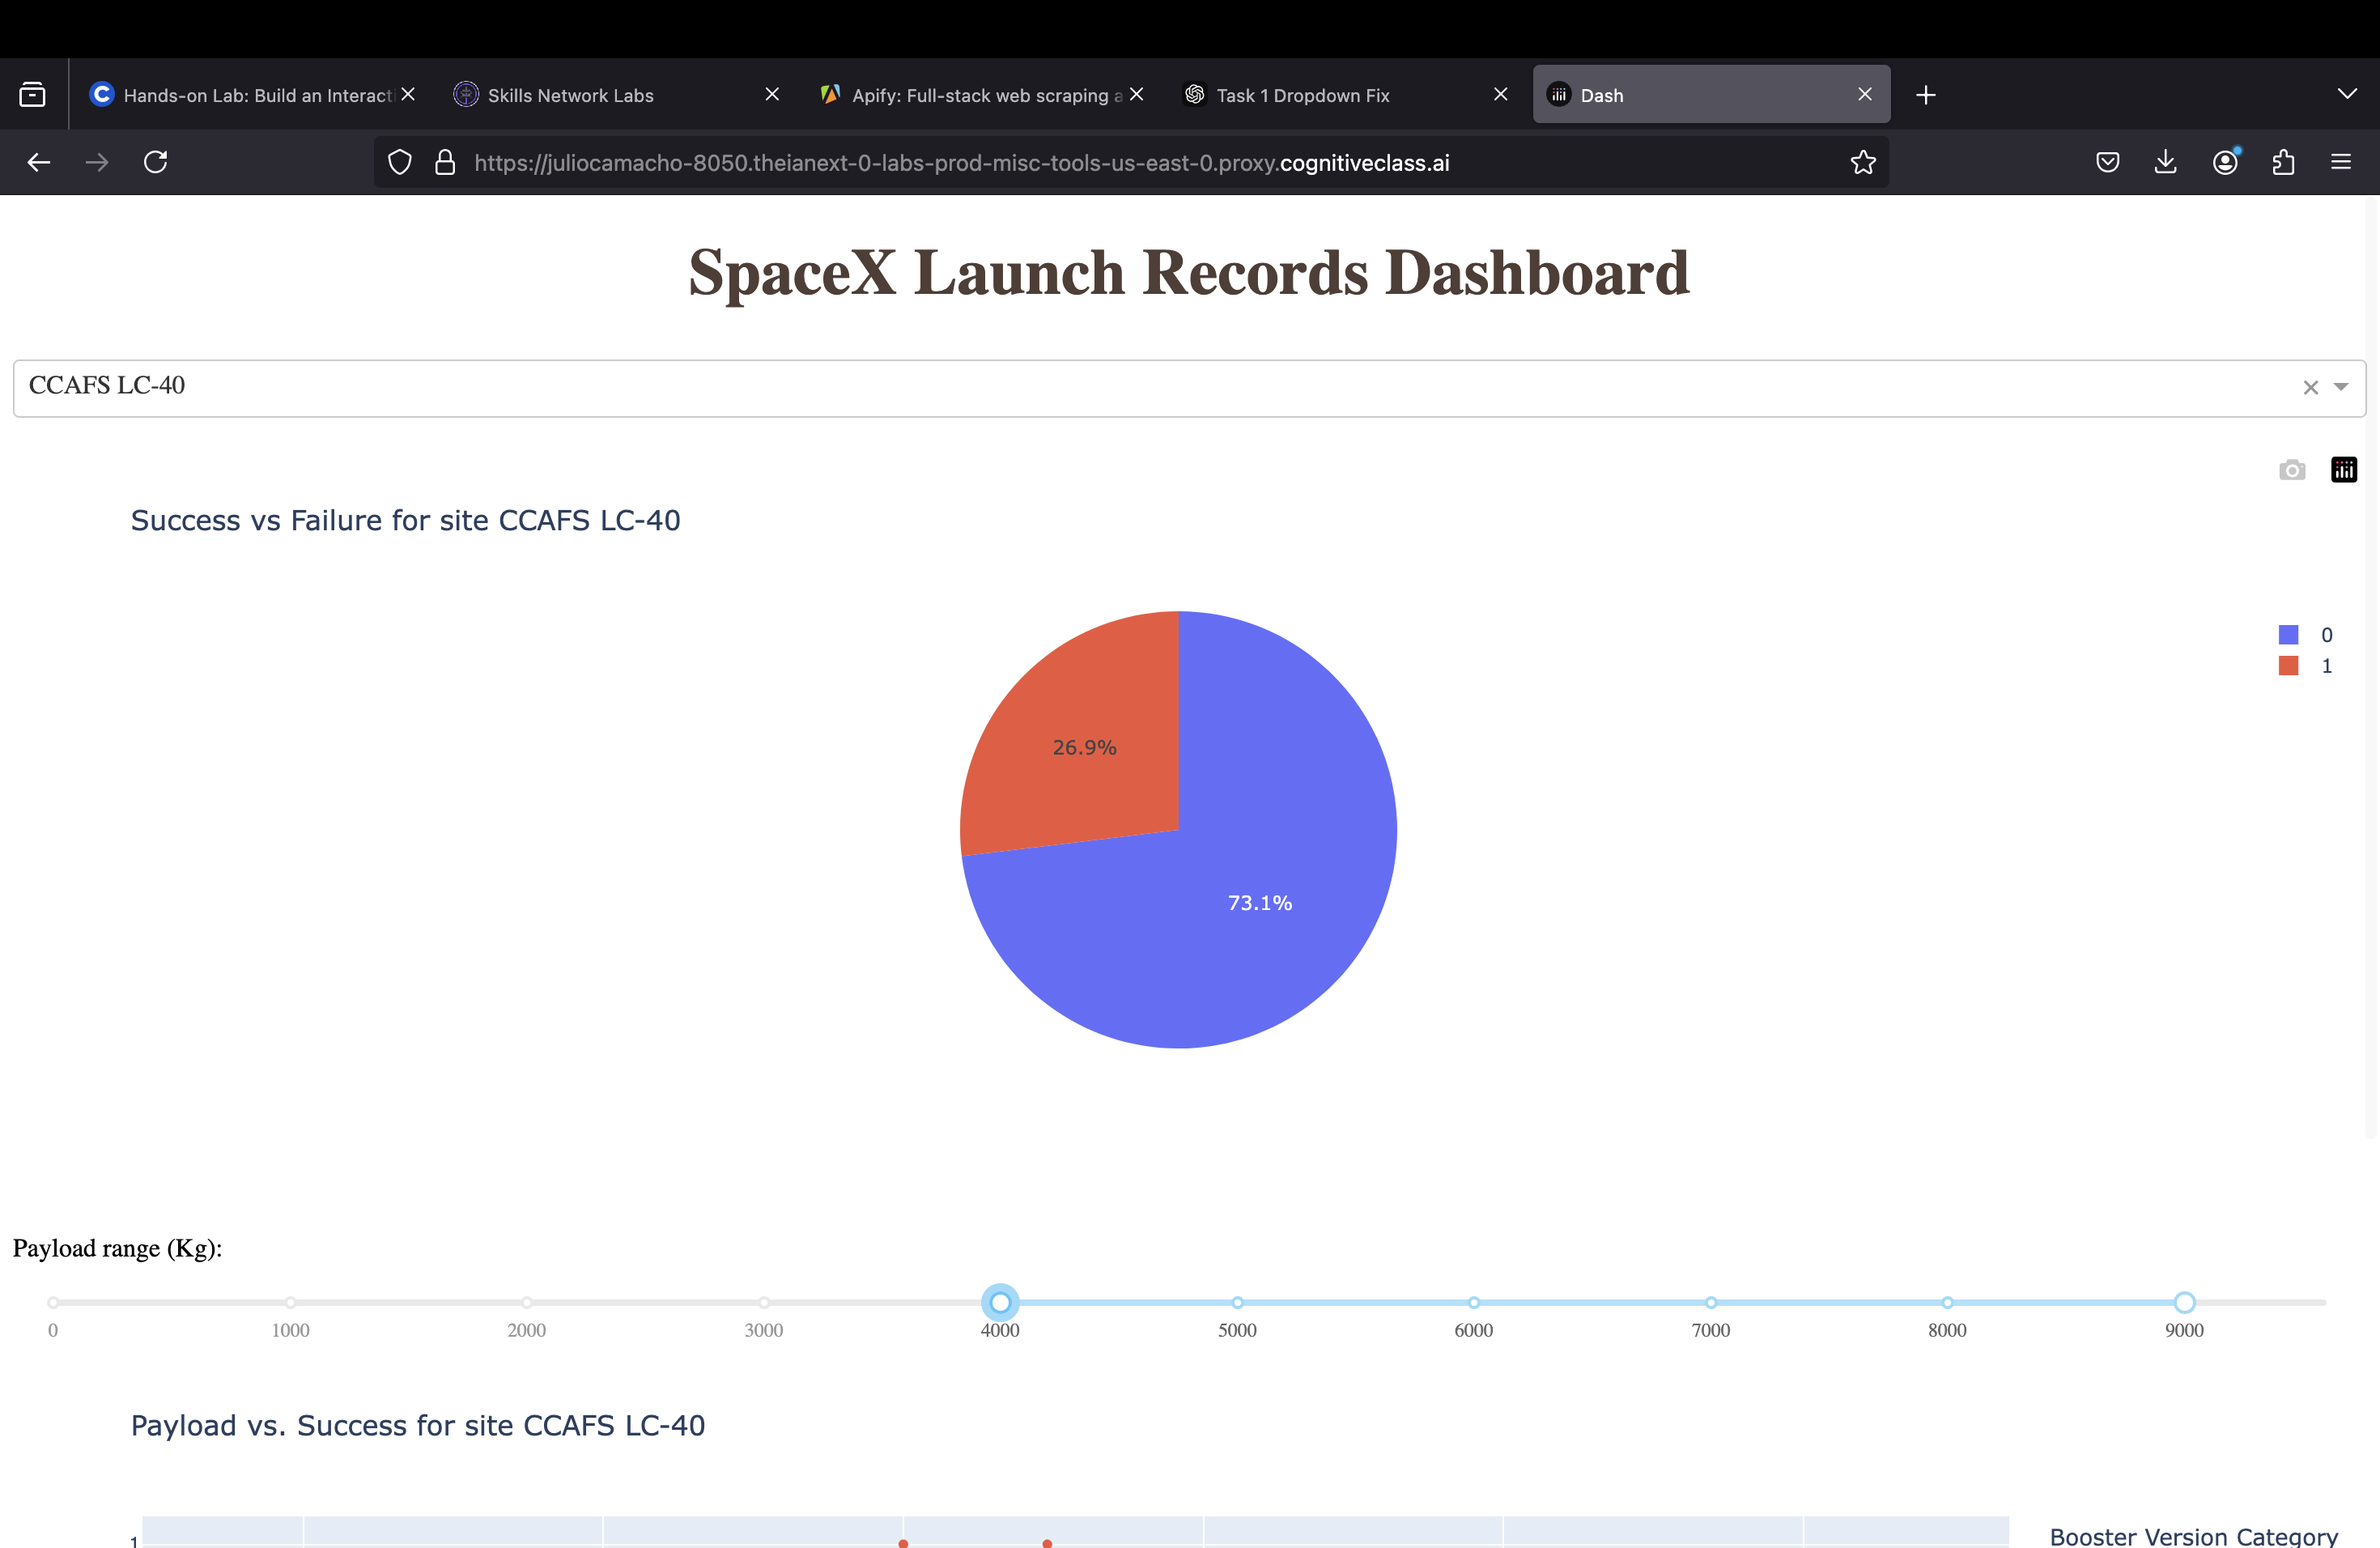 Hands-on Lab: Build an Interacti
Skills Network Labs
Apify: Full-stack web scraping a
Task 1 Dropdown Fix
Dash
https://juliocamacho-8050.theianext-0-labs-prod-misc-tools-us-east-0.proxy.cognitiveclass.ai
SpaceX Launch Records Dashboard
CCAFS LC-40
Success vs Failure for site CCAFS LC-40
0
1
26.9%
73.1%
Payload range (Kg):
0 1000 2000 3000 4000 5000 6000 7000 8000 9000
Payload vs. Success for site CCAFS LC-40
1
Booster Version Category